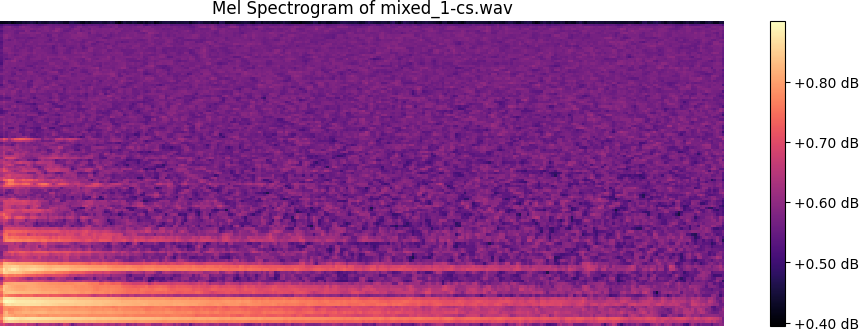 Mel Spectrogram of mixed_1-cs.wav
+0.80 dB
+0.70 dB
+0.60 dB
+0.50 dB
+0.40 dB